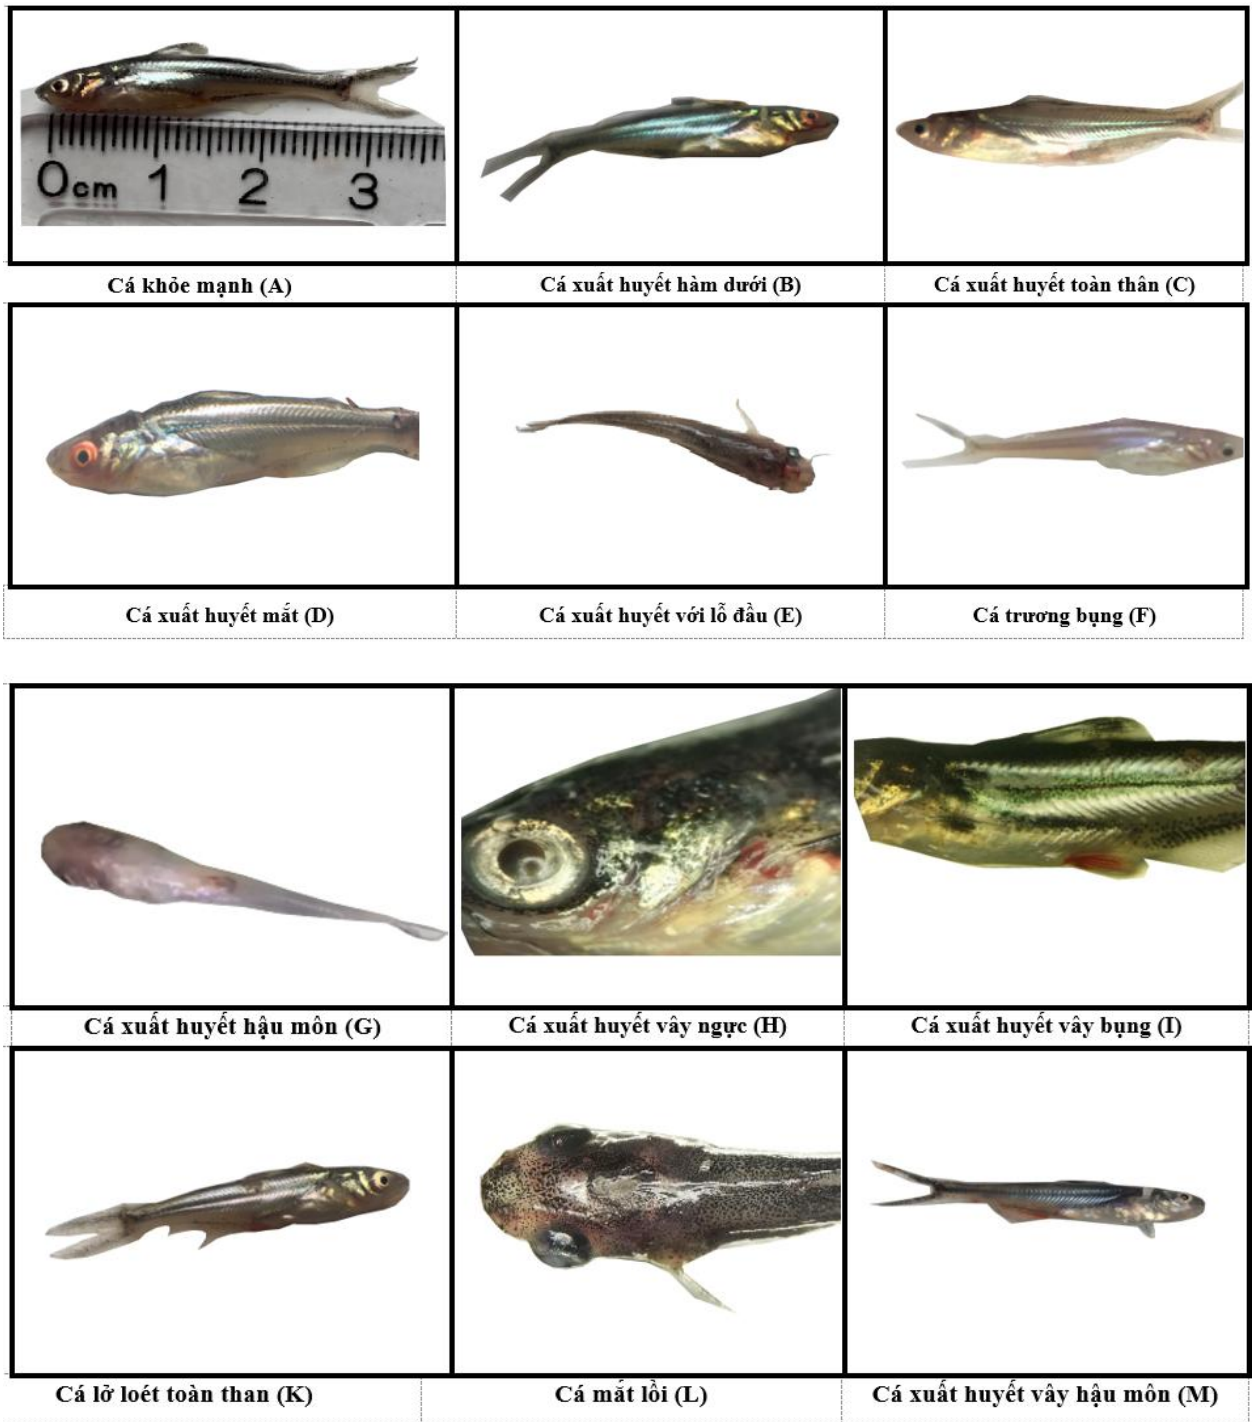 0cm 1 2 3
Cá khỏe mạnh (A)
Cá xuất huyết hàm dưới (B)
Cá xuất huyết toàn thân (C)
Cá xuất huyết mắt (D)
Cá xuất huyết với lỗ đầu (E)
Cá trương bụng (F)
Cá xuất huyết hậu môn (G)
Cá xuất huyết vây ngực (H)
Cá xuất huyết vây bụng (I)
Cá lở loét toàn than (K)
Cá mắt lồi (L)
Cá xuất huyết vây hậu môn (M)